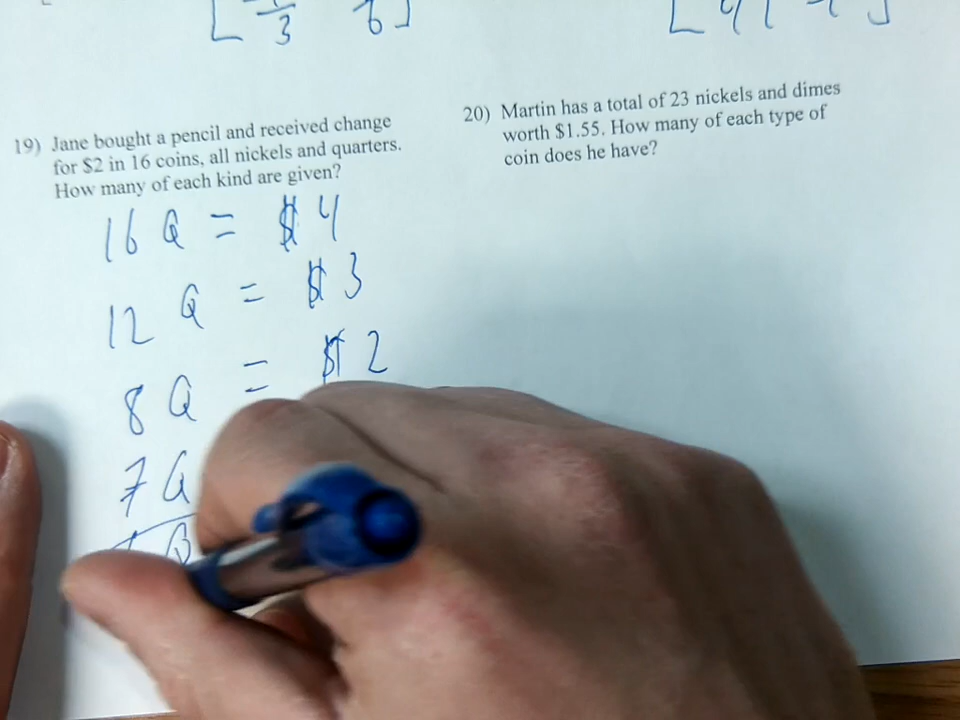 3 6
19) Jane bought a pencil and received change
for $2 in 16 coins, all nickels and quarters.
How many of each kind are given?
20) Martin has a total of 23 nickels and dimes
worth $1.55. How many of each type of
coin does he have?
16 Q = $ 4
12 Q = $ 3
8 Q = $ 2
7 Q